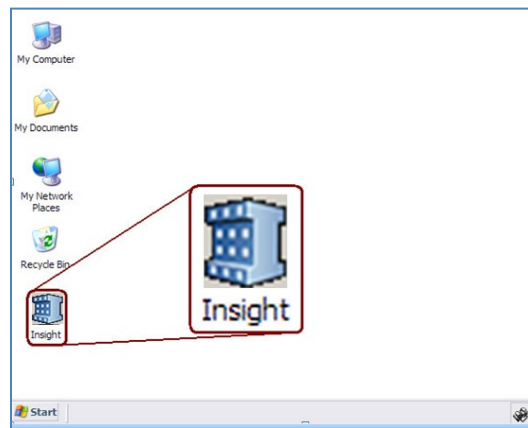 My Computer
My Documents
My Network
Places
Recycle Bin
Insight
Insight
Start